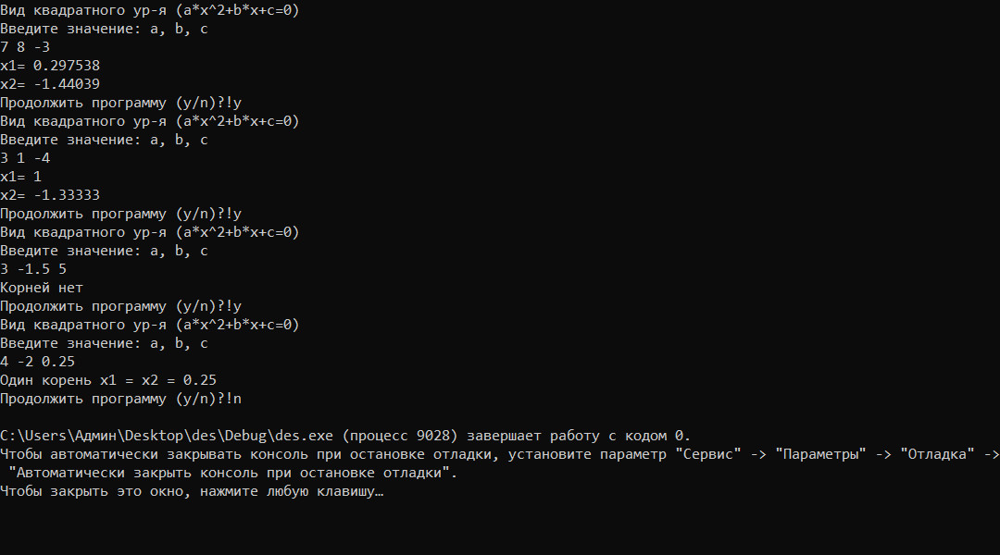 Вид квадратного ур-я (a*x^2+b*x+c=0)
Введите значение: a, b, c
7 8 -3
x1= 0.297538
x2= -1.44039
Продолжить программу (y/n)?!y
Вид квадратного ур-я (a*x^2+b*x+c=0)
Введите значение: a, b, c
3 1 -4
x1= 1
x2= -1.33333
Продолжить программу (y/n)?!y
Вид квадратного ур-я (a*x^2+b*x+c=0)
Введите значение: a, b, c
3 -1.5 5
Корней нет
Продолжить программу (y/n)?!y
Вид квадратного ур-я (a*x^2+b*x+c=0)
Введите значение: a, b, c
4 -2 0.25
Один корень x1 = x2 = 0.25
Продолжить программу (y/n)?!n
C:\Users\Админ\Desktop\des\Debug\des.exe (процесс 9028) завершает работу с кодом 0.
Чтобы автоматически закрывать консоль при остановке отладки, установите параметр "Сервис" -> "Параметры" -> "Отладка" ->
"Автоматически закрыть консоль при остановке отладки".
Чтобы закрыть это окно, нажмите любую клавишу…